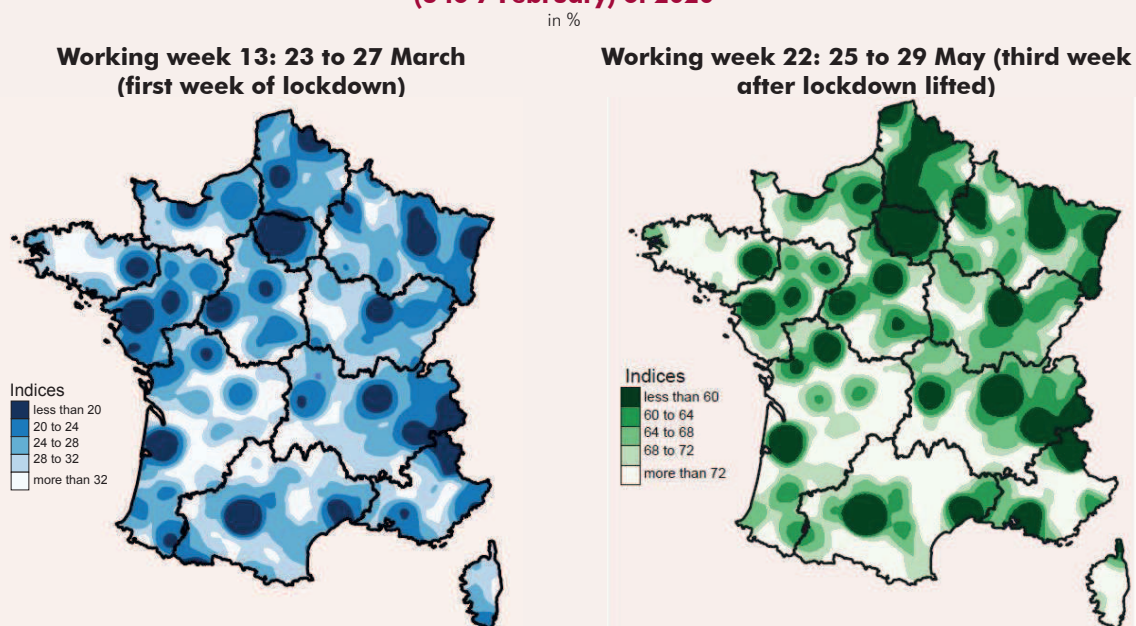 in %
Working week 13: 23 to 27 March
(first week of lockdown)
Working week 22: 25 to 29 May (third week
after lockdown lifted)
Indices
less than 20
20 to 24
24 to 28
28 to 32
more than 32
Indices
less than 60
60 to 64
64 to 68
68 to 72
more than 72